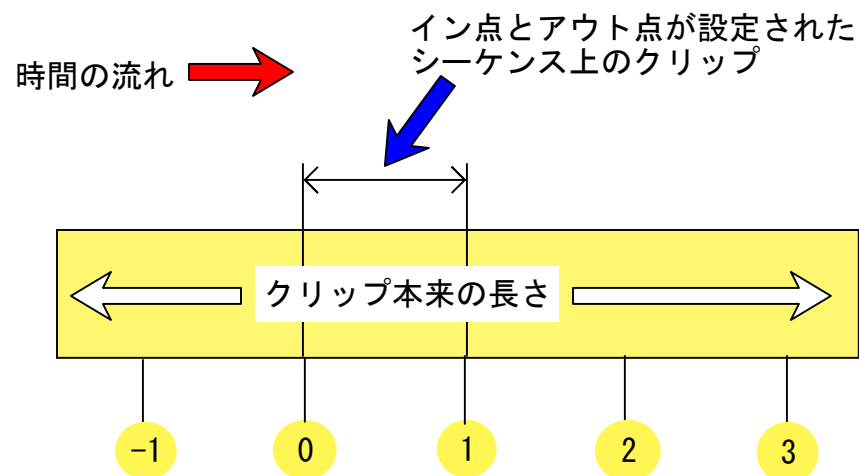 イン点とアウト点が設定された
シーケンス上のクリップ
時間の流れ
クリップ本来の長さ
-1
0
1
2
3